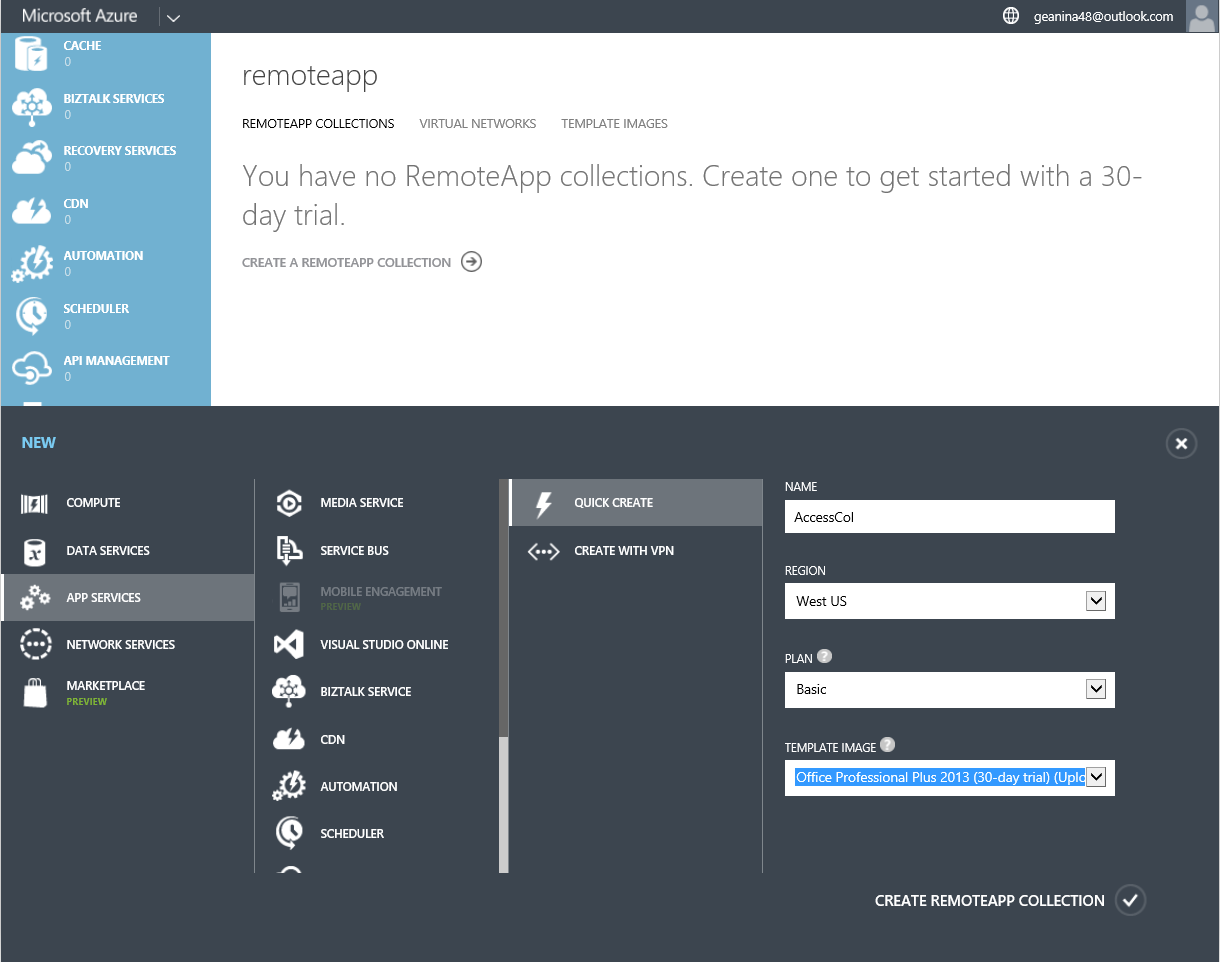 Microsoft Azure
geanina48@outlook.com
CACHE
0
BIZTALK SERVICES
0
RECOVERY SERVICES
0
CDN
0
AUTOMATION
0
SCHEDULER
0
API MANAGEMENT
0
remoteapp
REMOTEAPP COLLECTIONS VIRTUAL NETWORKS TEMPLATE IMAGES
You have no RemoteApp collections. Create one to get started with a 30-
day trial.
CREATE A REMOTEAPP COLLECTION
NEW
COMPUTE
DATA SERVICES
APP SERVICES
NETWORK SERVICES
MARKETPLACE
PREVIEW
MEDIA SERVICE
SERVICE BUS
MOBILE ENGAGEMENT
PREVIEW
VISUAL STUDIO ONLINE
BIZTALK SERVICE
CDN
AUTOMATION
SCHEDULER
QUICK CREATE
CREATE WITH VPN
NAME
AccessCol
REGION
West US
PLAN ?
Basic
TEMPLATE IMAGE ?
Office Professional Plus 2013 (30-day trial) (Uplo
CREATE REMOTEAPP COLLECTION